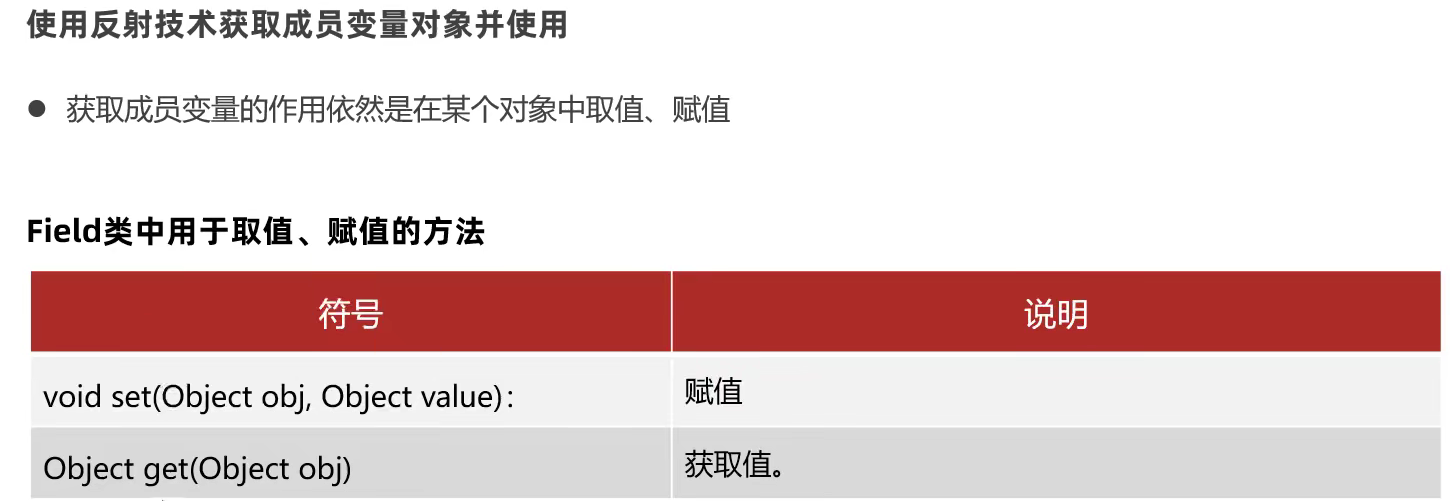 使用反射技术获取成员变量对象并使用
● 获取成员变量的作用依然是在某个对象中取值、赋值
Field类中用于取值、赋值的方法
符号 说明
void set(Object obj, Object value)： 赋值
Object get(Object obj) 获取值。